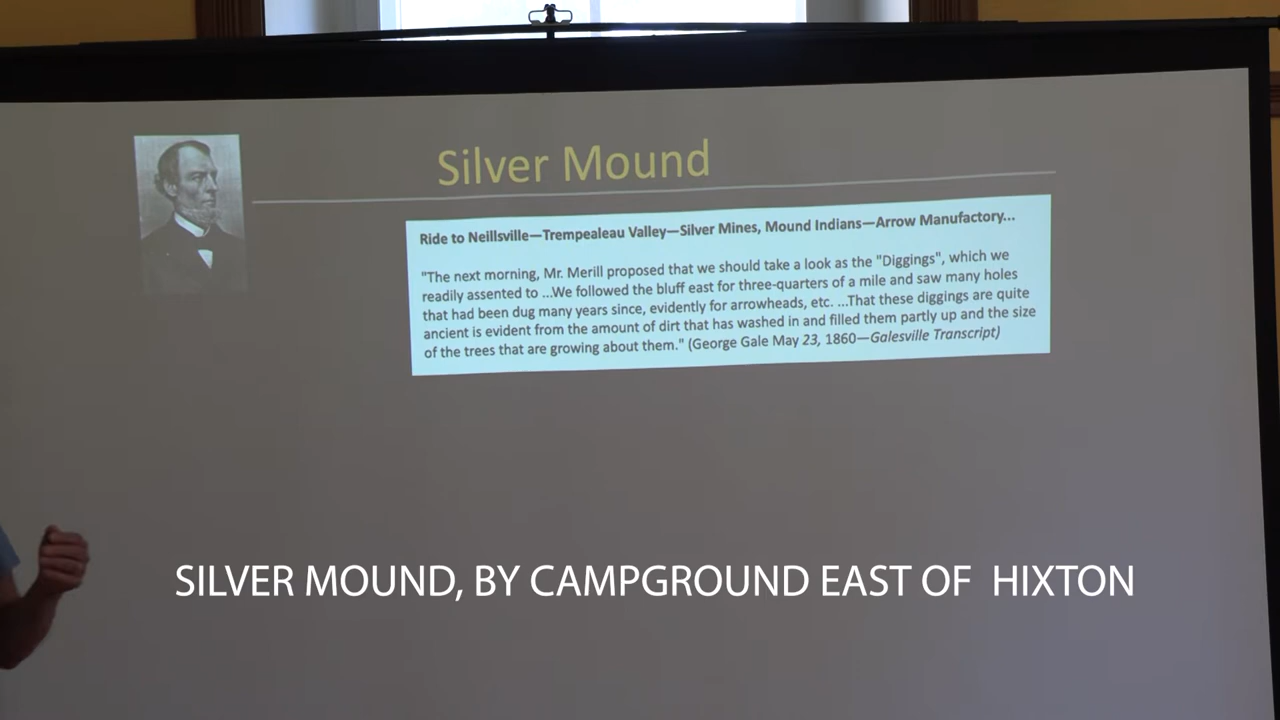 Silver Mound
Ride to Neillsville—Trempealeau Valley—Silver Mines, Mound Indians—Arrow Manufactory...
"The next morning, Mr. Merill proposed that we should take a look as the "Diggings", which we
readily assented to ...We followed the bluff east for three-quarters of a mile and saw many holes
that had been dug many years since, evidently for arrowheads, etc. ...That these diggings are quite
ancient is evident from the amount of dirt that has washed in and filled them partly up and the size
of the trees that are growing about them." (George Gale May 23, 1860—Galesville Transcript)
SILVER MOUND, BY CAMPGROUND EAST OF HIXTON